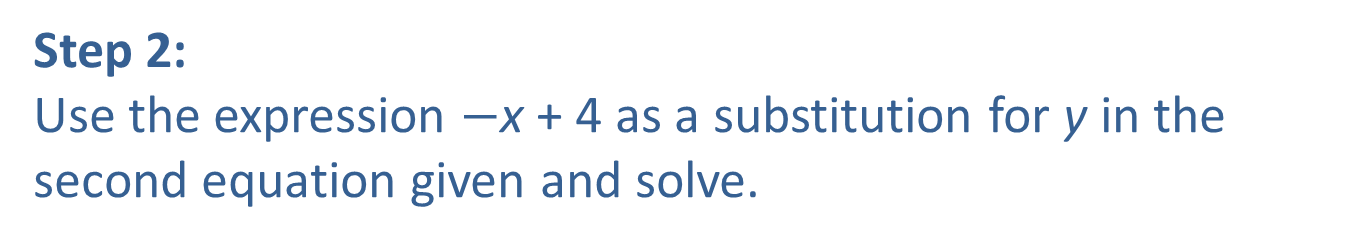 Step 2:
Use the expression −x + 4 as a substitution for y in the
second equation given and solve.